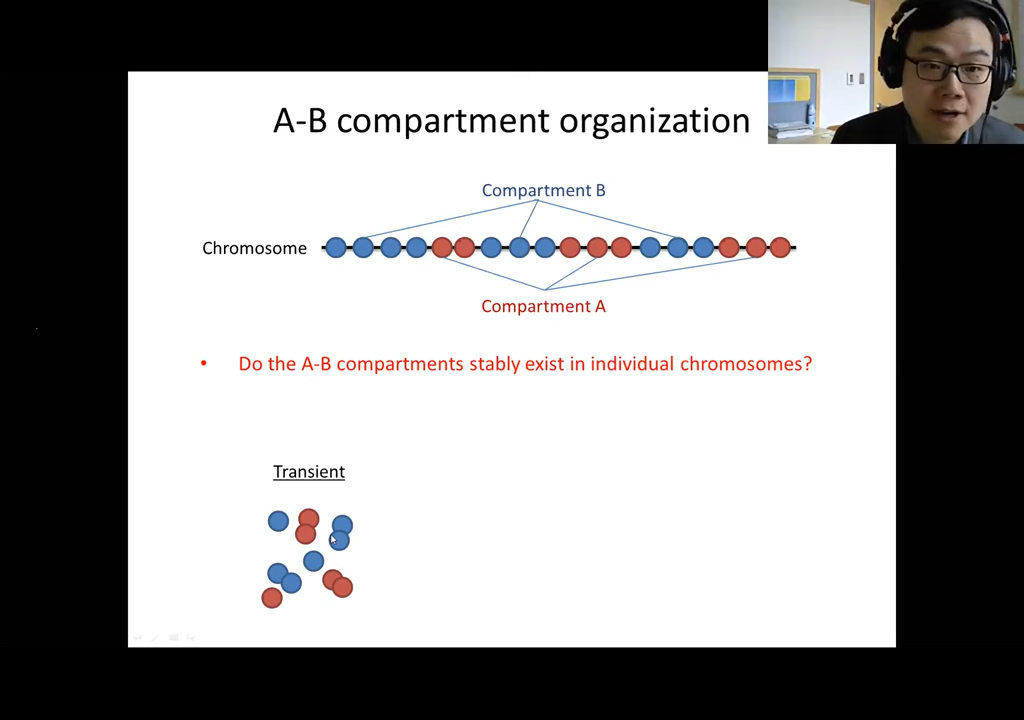 A-B compartment organization
Compartment B
Chromosome
Compartment A
• Do the A-B compartments stably exist in individual chromosomes?
Transient